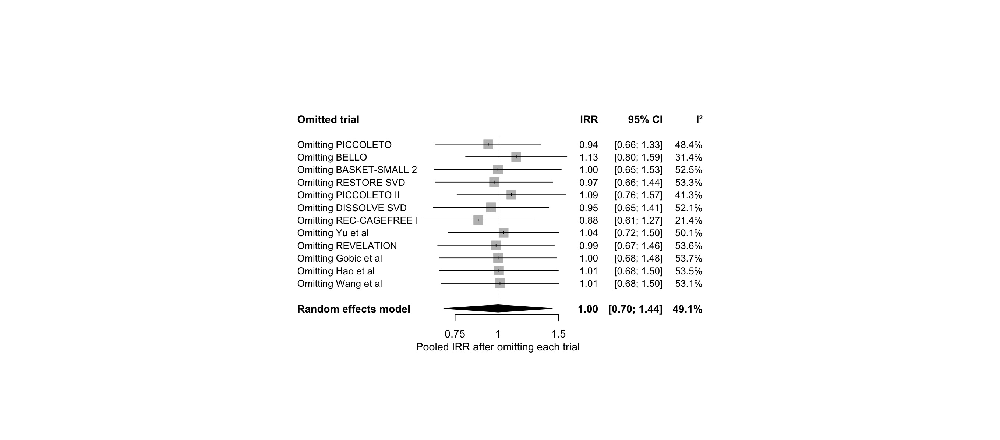 Omitted trial IRR 95% CI I²
Omitting PICCOLETO 0.94 [0.66; 1.33] 48.4%
Omitting BELLO 1.13 [0.80; 1.59] 31.4%
Omitting BASKET-SMALL 2 1.00 [0.65; 1.53] 52.5%
Omitting RESTORE SVD 0.97 [0.66; 1.44] 53.3%
Omitting PICCOLETO II 1.09 [0.76; 1.57] 41.3%
Omitting DISSOLVE SVD 0.95 [0.65; 1.41] 52.1%
Omitting REC-CAGEFREE I 0.88 [0.61; 1.27] 21.4%
Omitting Yu et al 1.04 [0.72; 1.50] 50.1%
Omitting REVELATION 0.99 [0.67; 1.46] 53.6%
Omitting Gobic et al 1.00 [0.68; 1.48] 53.7%
Omitting Hao et al 1.01 [0.68; 1.50] 53.5%
Omitting Wang et al 1.01 [0.68; 1.50] 53.1%
Random effects model 1.00 [0.70; 1.44] 49.1%
0.75 1 1.5
Pooled IRR after omitting each trial